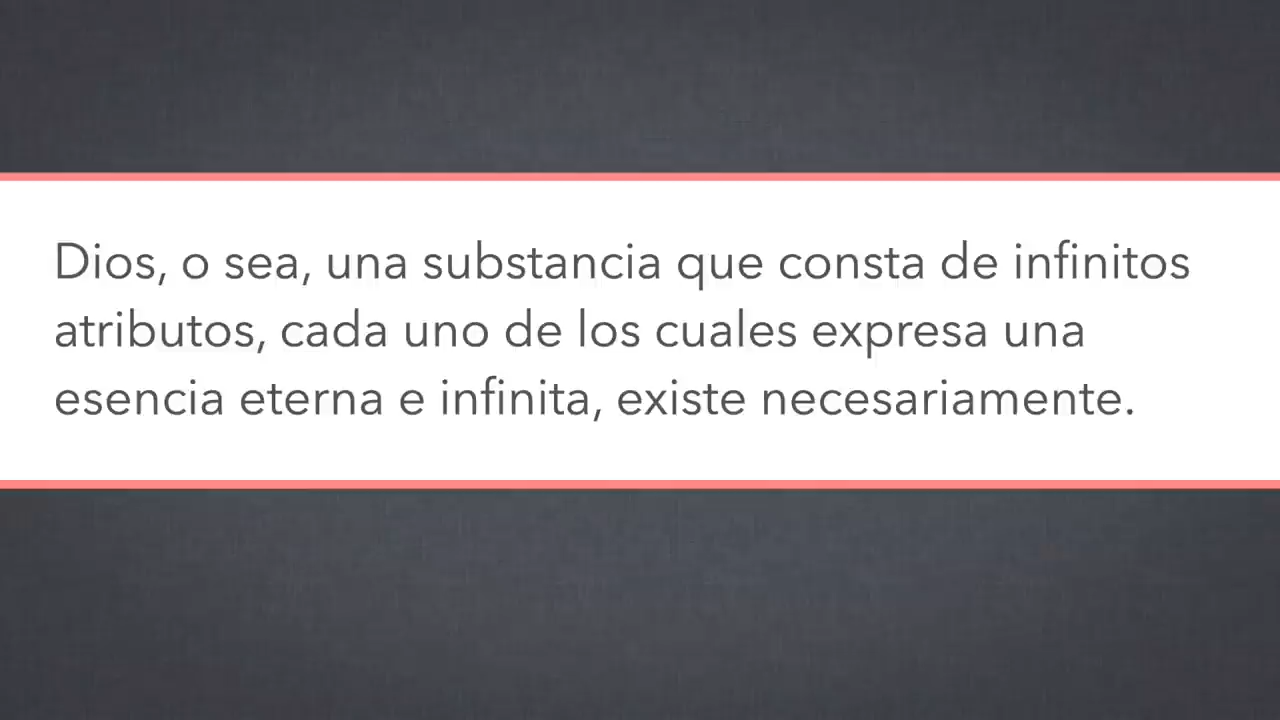 Dios, o sea, una substancia que consta de infinitos
atributos, cada uno de los cuales expresa una
esencia eterna e infinita, existe necesariamente.